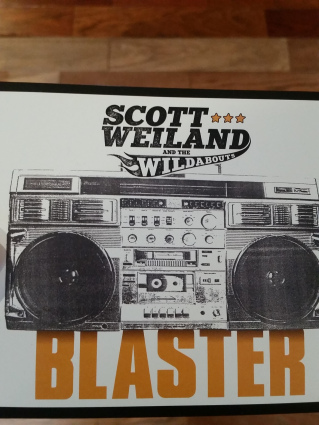 SCOTT
WEILAND
AND THE
WILDABOUTS
BLASTER